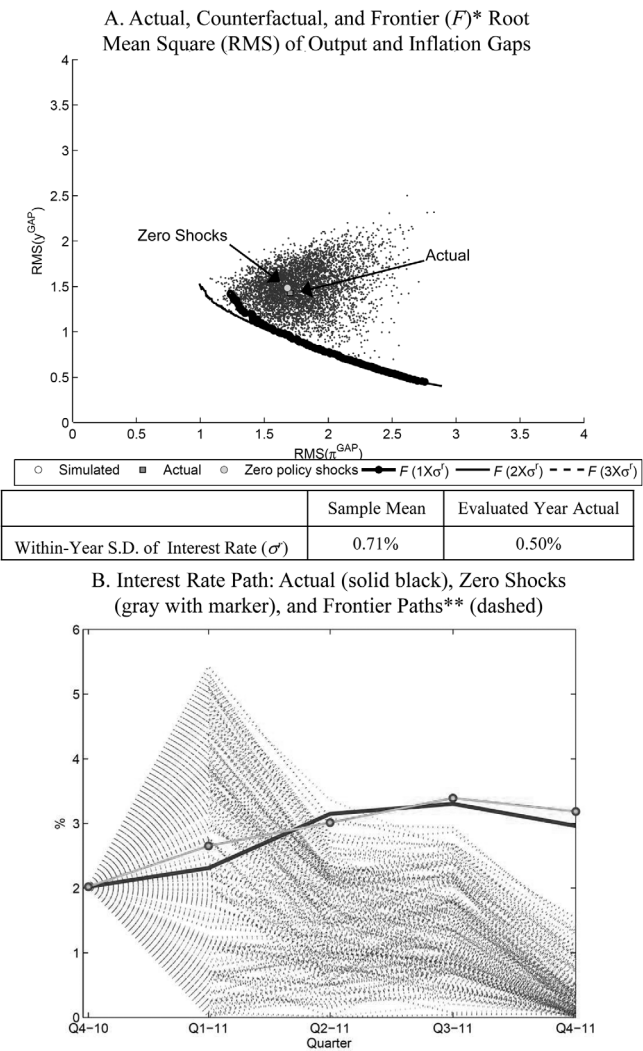 A. Actual, Counterfactual, and Frontier (F)* Root
Mean Square (RMS) of Output and Inflation Gaps
4
3.5
3
2.5
2
1.5
1
0.5
0
RMS(y^GAP)
Zero Shocks
Actual
0 0.5 1 1.5 2 2.5 3 3.5 4
RMS(π^GAP)
Simulated Actual Zero policy shocks F (1Xσ^r) F (2Xσ^r) F (3Xσ^r)
Sample Mean Evaluated Year Actual
Within-Year S.D. of Interest Rate (σ^r) 0.71% 0.50%
B. Interest Rate Path: Actual (solid black), Zero Shocks
(gray with marker), and Frontier Paths** (dashed)
6
5
4
3
2
1
0
%
Q4-10 Q1-11 Q2-11 Q3-11 Q4-11
Quarter